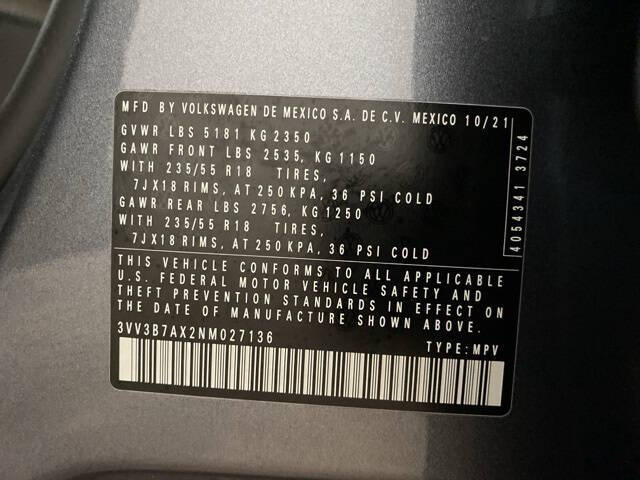 MFD BY VOLKSWAGEN DE MEXICO S.A. DE C.V. MEXICO 10/21
GVWR LBS 5181 KG 2350
GAWR FRONT LBS 2535, KG 1150
WITH 235/55 R18 TIRES,
7JX18 RIMS, AT 250 KPA, 36 PSI COLD
GAWR REAR LBS 2756, KG 1250
WITH 235/55 R18 TIRES,
7JX18 RIMS, AT 250 KPA, 36 PSI COLD
THIS VEHICLE CONFORMS TO ALL APPLICABLE
U.S. FEDERAL MOTOR VEHICLE SAFETY AND
THEFT PREVENTION STANDARDS IN EFFECT ON
THE DATE OF MANUFACTURE SHOWN ABOVE.
3VV3B7AX2NM027136 TYPE: MPV
4054341 3724